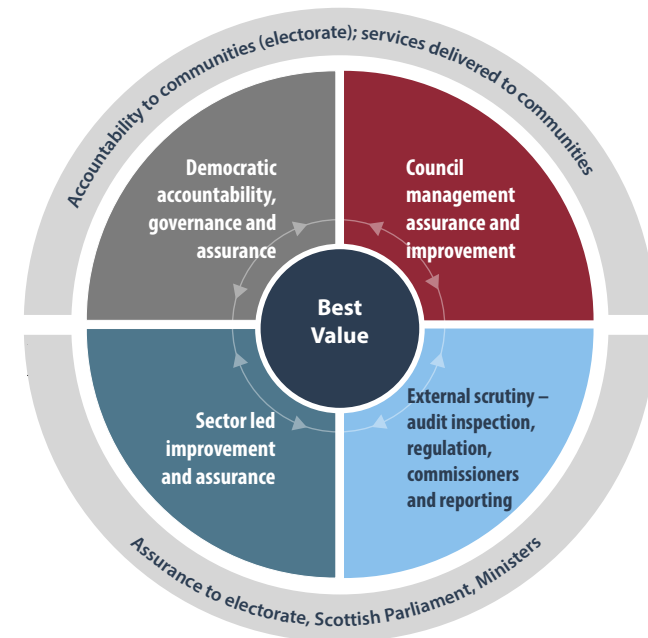 Accountability to communities (electorate); services delivered to communities
Democratic
accountability,
governance and
assurance
Council
management
assurance and
improvement
Best
Value
Sector led
improvement
and assurance
External scrutiny –
audit inspection,
regulation,
commissioners
and reporting
Assurance to electorate, Scottish Parliament, Ministers